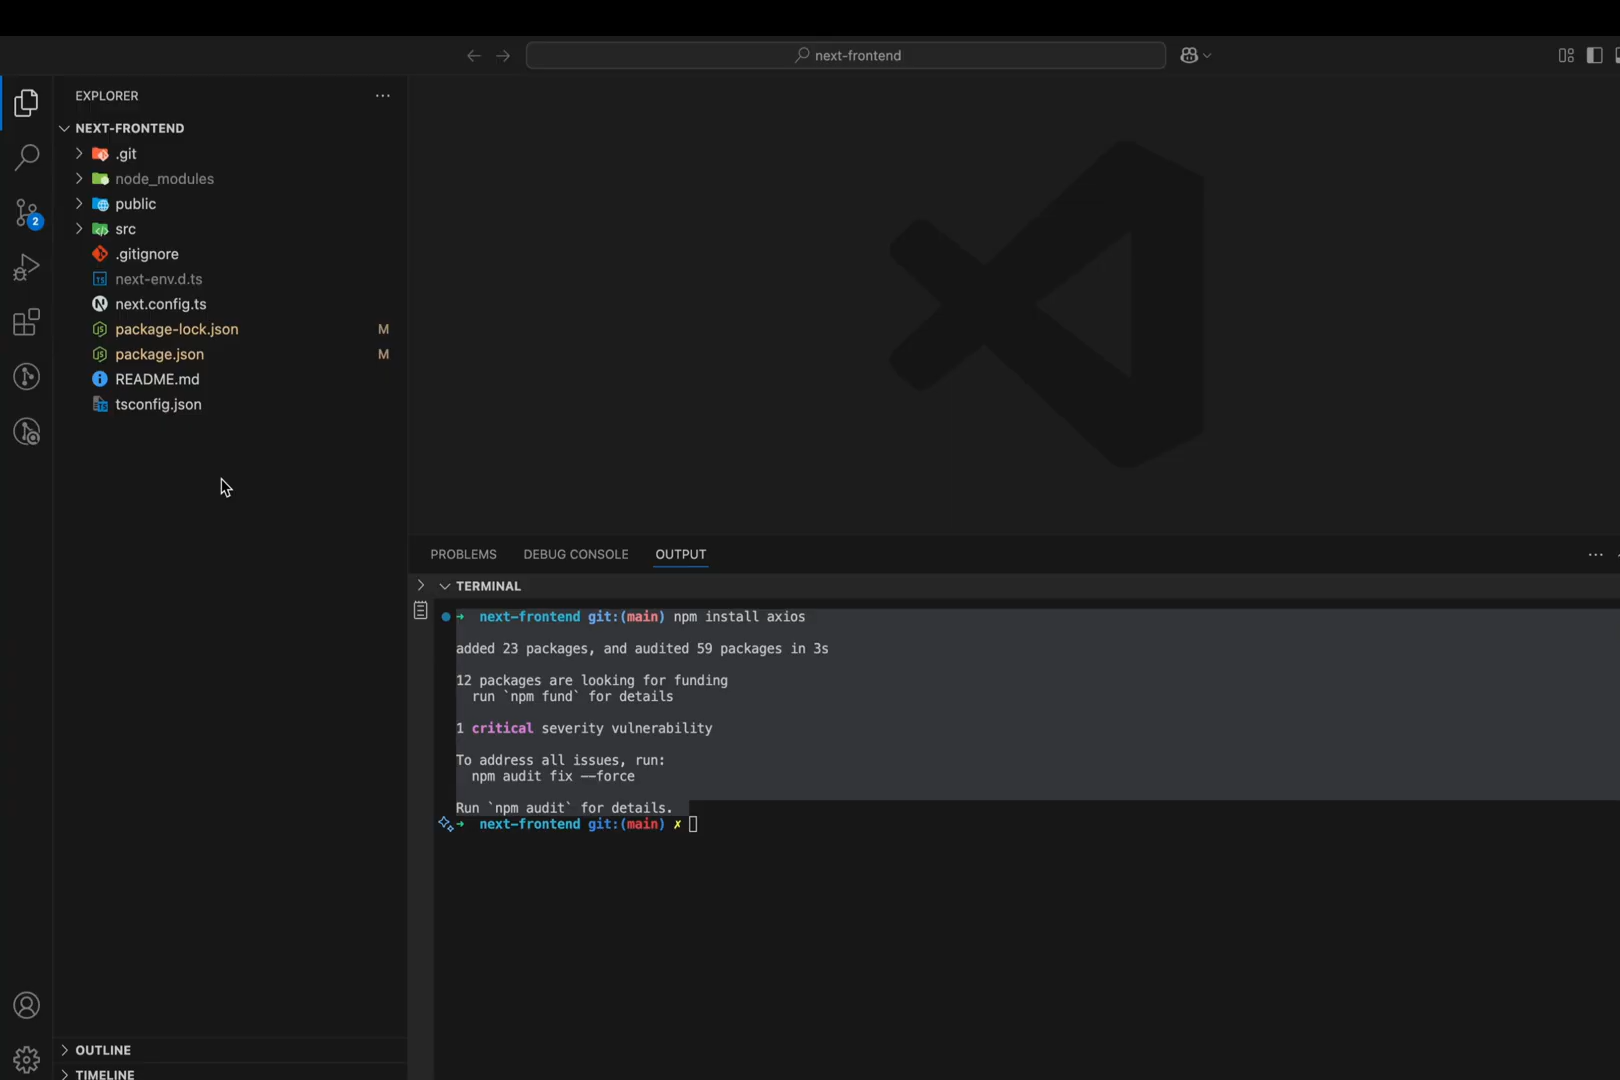 next-frontend
EXPLORER
NEXT-FRONTEND
.git
node_modules
public
src
.gitignore
next-env.d.ts
next.config.ts
package-lock.json M
package.json M
README.md
tsconfig.json
2
OUTLINE
TIMELINE
PROBLEMS DEBUG CONSOLE OUTPUT
TERMINAL
→ next-frontend git:(main) npm install axios
added 23 packages, and audited 59 packages in 3s
12 packages are looking for funding
run `npm fund` for details
1 critical severity vulnerability
To address all issues, run:
npm audit fix --force
Run `npm audit` for details.
→ next-frontend git:(main) ✗